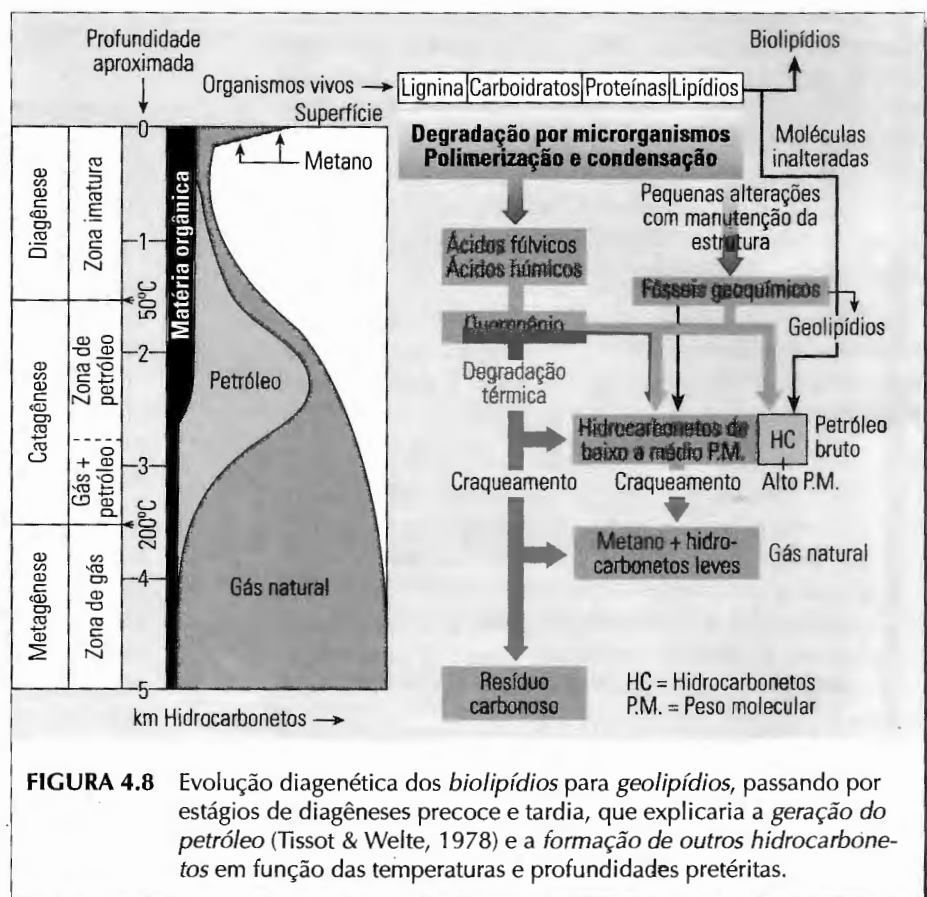 Profundidade
aproximada
Organismos vivos
Superfície
Metano
0
1
50ºC
2
3
200ºC
4
5
Diagênese
Zona imatura
Catagênese
Zona de
petróleo
Gás +
petróleo
Metagênese
Zona de gás
Matéria orgânica
Petróleo
Gás natural
km Hidrocarbonetos
Biolipídios
Lignina Carboidratos Proteínas Lipídios
Degradação por microrganismos
Polimerização e condensação
Moléculas
inalteradas
Pequenas alterações
com manutenção da
estrutura
Ácidos fúlvicos
Ácidos húmicos
Fósseis geoquímicos
Geolipídios
Degradação
térmica
Hidrocarbonetos de
baixo a médio P.M.
HC
Petróleo
bruto
Craqueamento
Craqueamento
Alto P.M.
Metano + hidro-
carbonetos leves
Gás natural
Resíduo
carbonoso
HC = Hidrocarbonetos
P.M. = Peso molecular
FIGURA 4.8 Evolução diagenética dos biolipídios para geolipídios, passando por
estágios de diagêneses precoce e tardia, que explicaria a geração do
petróleo (Tissot & Welte, 1978) e a formação de outros hidrocarbone-
tos em função das temperaturas e profundidades pretéritas.